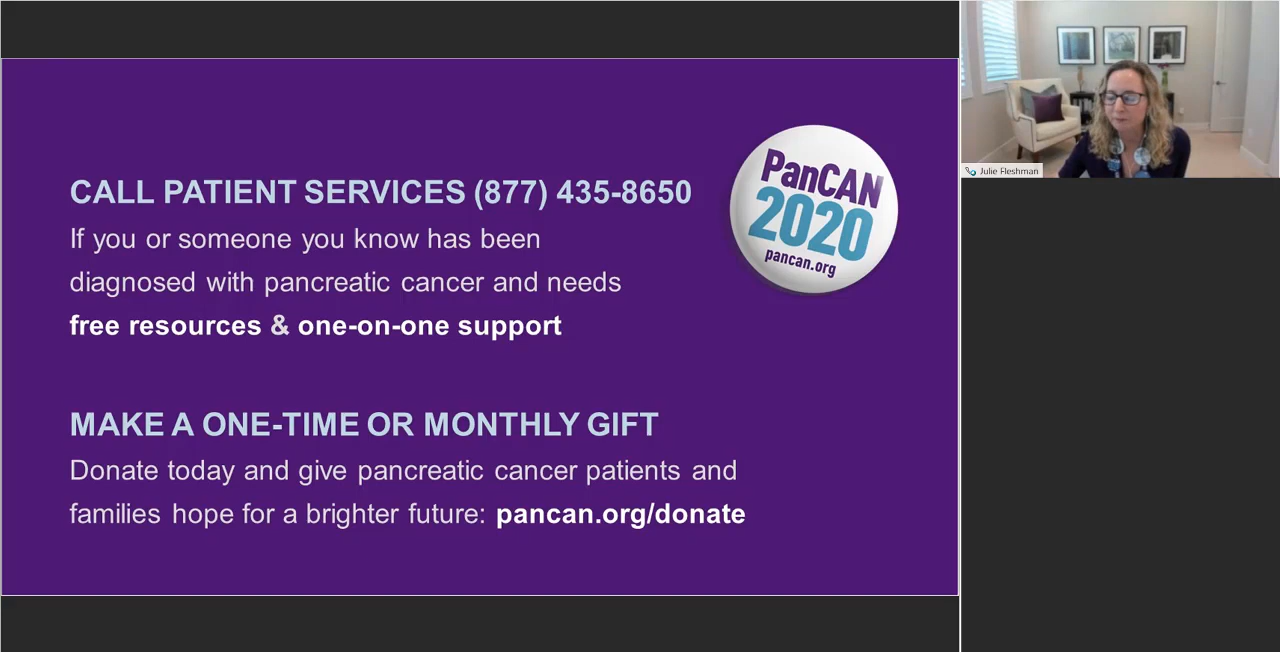 CALL PATIENT SERVICES (877) 435-8650
If you or someone you know has been
diagnosed with pancreatic cancer and needs
free resources & one-on-one support
MAKE A ONE-TIME OR MONTHLY GIFT
Donate today and give pancreatic cancer patients and
families hope for a brighter future: pancan.org/donate
PanCAN
2020
pancan.org
Julie Fleshman